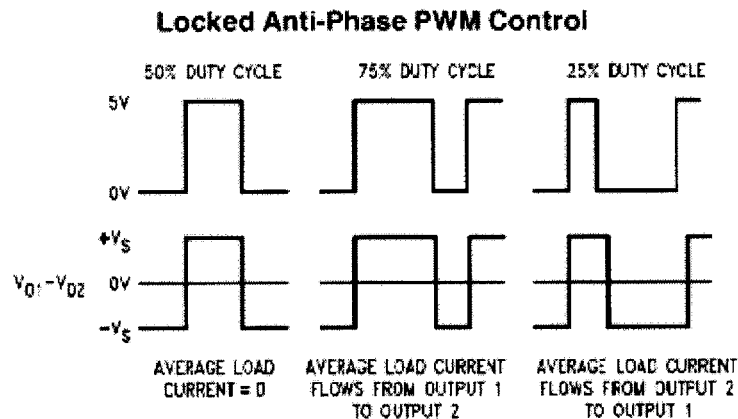 Locked Anti-Phase PWM Control
50% DUTY CYCLE 75% DUTY CYCLE 25% DUTY CYCLE
5V
0V
+VS
VO1-VO2 0V
-VS
AVERAGE LOAD
CURRENT = 0
AVERAGE LOAD CURRENT
FLOWS FROM OUTPUT 1
TO OUTPUT 2
AVERAGE LOAD CURRENT
FLOWS FROM OUTPUT 2
TO OUTPUT 1